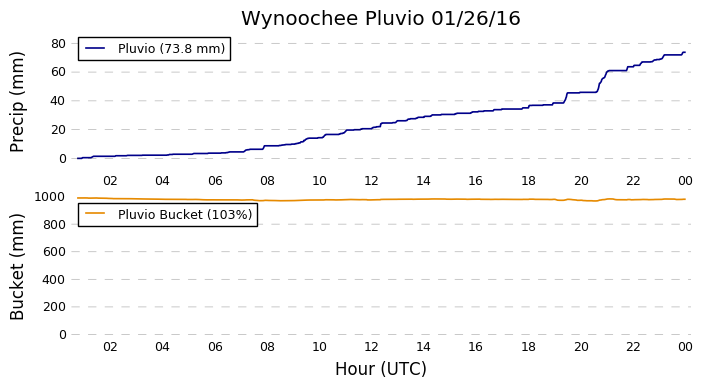 Wynoochee Pluvio 01/26/16
Precip (mm)
80
60
40
20
0
Pluvio (73.8 mm)
02 04 06 08 10 12 14 16 18 20 22 00
Bucket (mm)
1000
800
600
400
200
0
Pluvio Bucket (103%)
02 04 06 08 10 12 14 16 18 20 22 00
Hour (UTC)